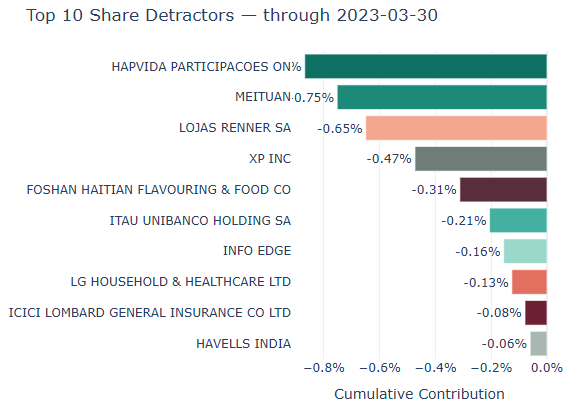 Top 10 Share Detractors — through 2023-03-30
HAPVIDA PARTICIPACOES ON %
MEITUAN -0.75%
LOJAS RENNER SA -0.65%
XP INC -0.47%
FOSHAN HAITIAN FLAVOURING & FOOD CO -0.31%
ITAU UNIBANCO HOLDING SA -0.21%
INFO EDGE -0.16%
LG HOUSEHOLD & HEALTHCARE LTD -0.13%
ICICI LOMBARD GENERAL INSURANCE CO LTD -0.08%
HAVELLS INDIA -0.06%
−0.8% −0.6% −0.4% −0.2% 0.0%
Cumulative Contribution